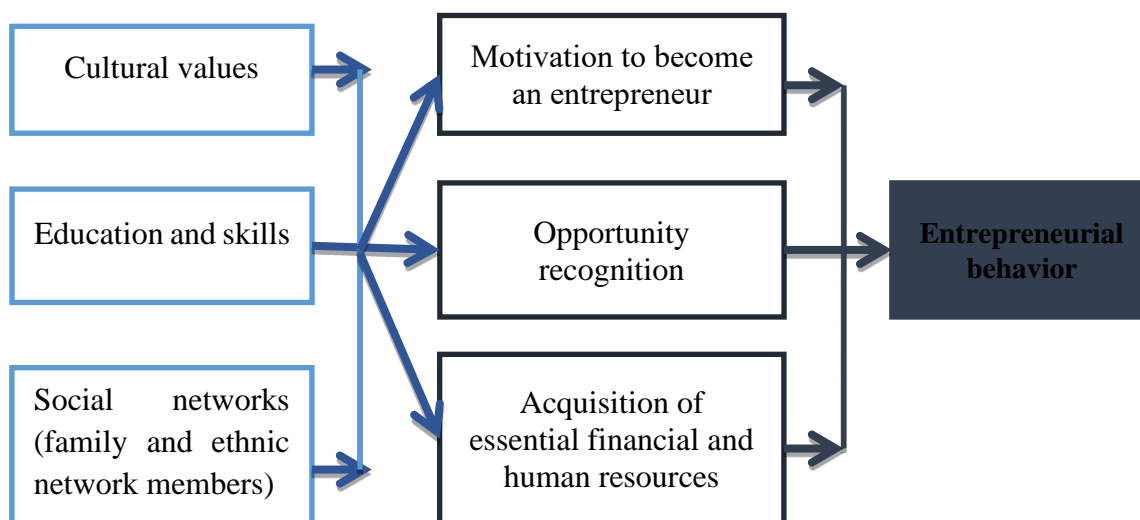 Cultural values
Education and skills
Social networks
(family and ethnic
network members)
Motivation to become
an entrepreneur
Opportunity
recognition
Acquisition of
essential financial and
human resources
Entrepreneurial
behavior